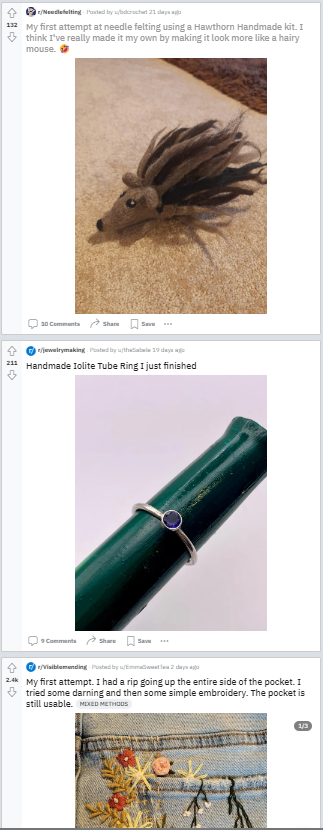 r/Needlefelting Posted by u/bdcrochet 21 days ago
132
My first attempt at needle felting using a Hawthorn Handmade kit. I
think I've really made it my own by making it look more like a hairy
mouse. 🤣
10 Comments Share Save ...
r/jewelrymaking Posted by u/theSabele 19 days ago
211
Handmade Iolite Tube Ring I just finished
9 Comments Share Save ...
r/Visiblemending Posted by u/EmmaSweetTea 2 days ago
2.4k
My first attempt. I had a rip going up the entire side of the pocket. I
tried some darning and then some simple embroidery. The pocket is
still usable. MIXED METHODS
1/3